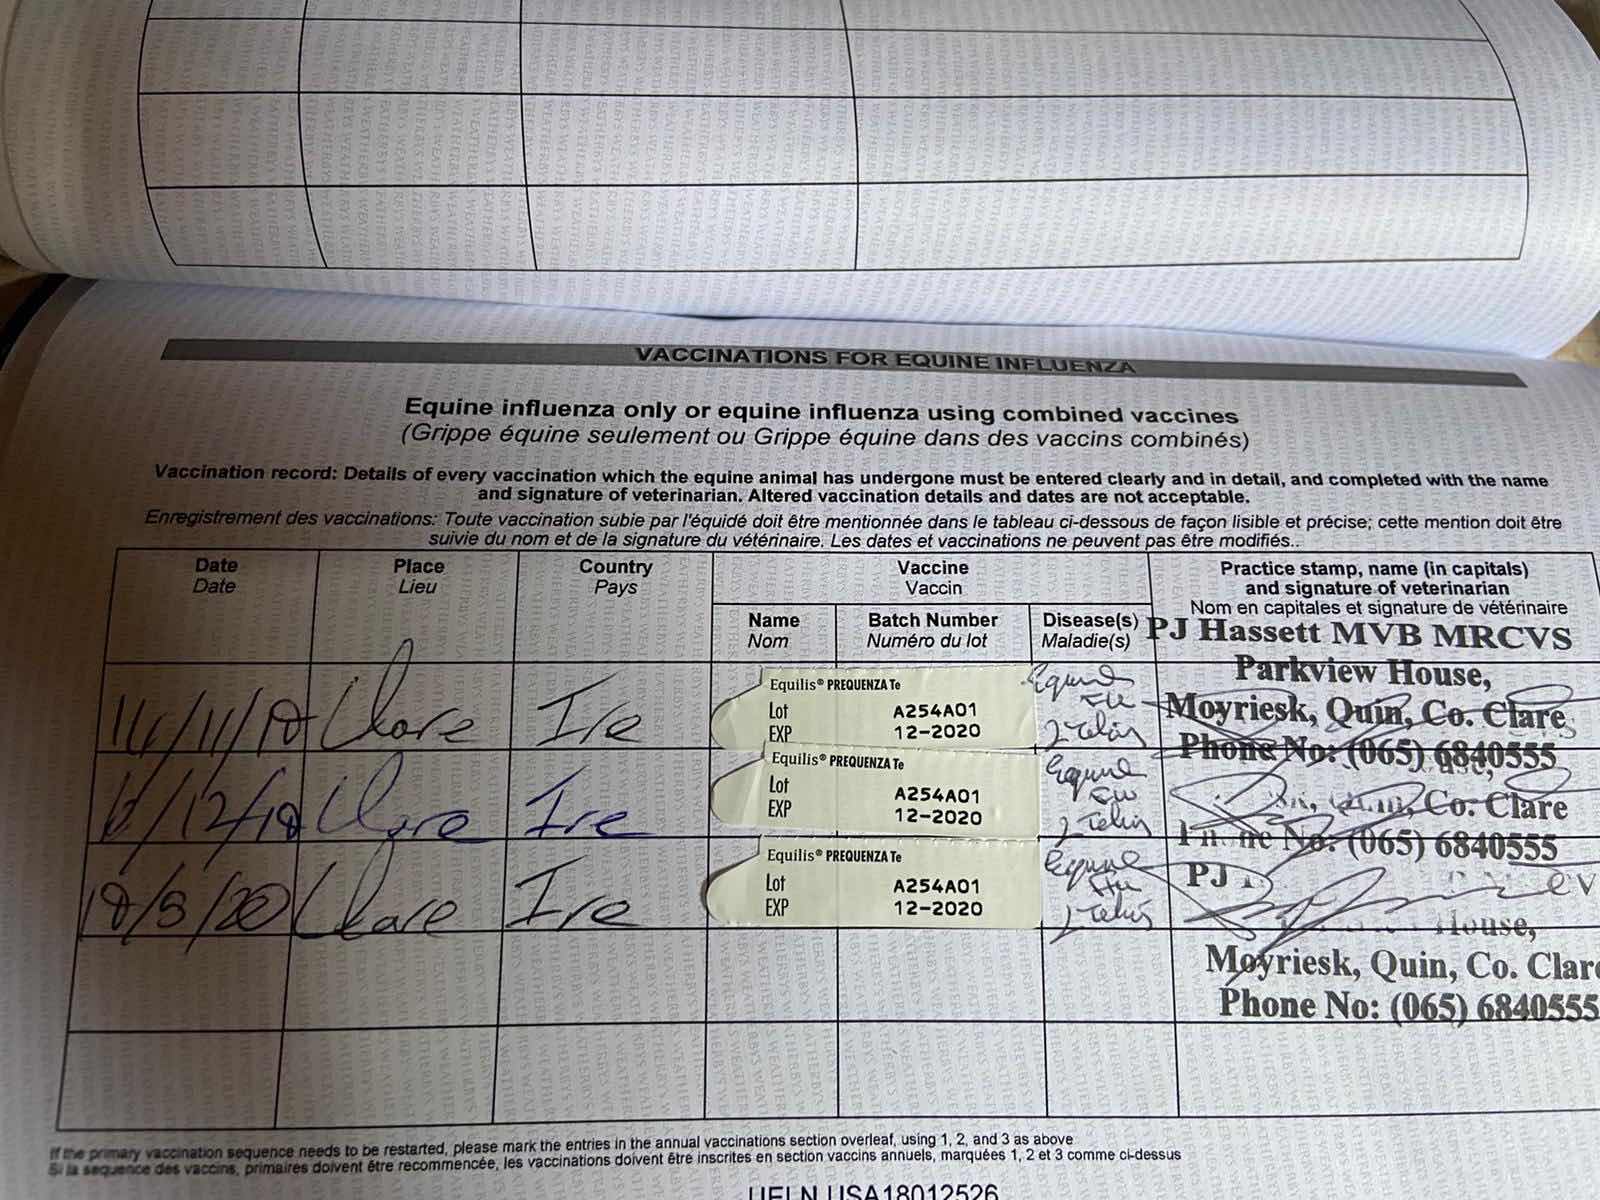 VACCINATIONS FOR EQUINE INFLUENZA
Equine influenza only or equine influenza using combined vaccines
(Grippe équine seulement ou Grippe équine dans des vaccins combinés)
Vaccination record: Details of every vaccination which the equine animal has undergone must be entered clearly and in detail, and completed with the name
and signature of veterinarian. Altered vaccination details and dates are not acceptable.
Enregistrement des vaccinations: Toute vaccination subie par l'équidé doit être mentionnée dans le tableau ci-dessous de façon lisible et précise; cette mention doit être
suivie du nom et de la signature du vétérinaire. Les dates et vaccinations ne peuvent pas être modifiés..
Date Place Country Vaccine Practice stamp, name (in capitals)
Date Lieu Pays Vaccin and signature of veterinarian
Nom en capitales et signature de vétérinaire
Name Batch Number Disease(s)
Nom Numéro du lot Maladie(s)
PJ Hassett MVB MRCVS
Parkview House,
Moyriesk, Quin, Co. Clare
Phone No: (065) 6840555
Clare Ire Equilis® PREQUENZA Te Equine
Lot A254A01
EXP 12-2020
Clare Ire Equilis® PREQUENZA Te Equine
Lot A254A01
EXP 12-2020
Co. Clare
No: (065) 6840555
/3/20 Clare Ire Equilis® PREQUENZA Te Equine
Lot A254A01
EXP 12-2020
PJ
House,
Moyriesk, Quin, Co. Clar
Phone No: (065) 6840555
If the primary vaccination sequence needs to be restarted, please mark the entries in the annual vaccinations section overleaf, using 1, 2, and 3 as above
Si la sequence des vaccins, primaires doivent être recommencée, les vaccinations doivent être inscrites en section vaccins annuels, marquées 1, 2 et 3 comme ci-dessus
UELN USA18012526